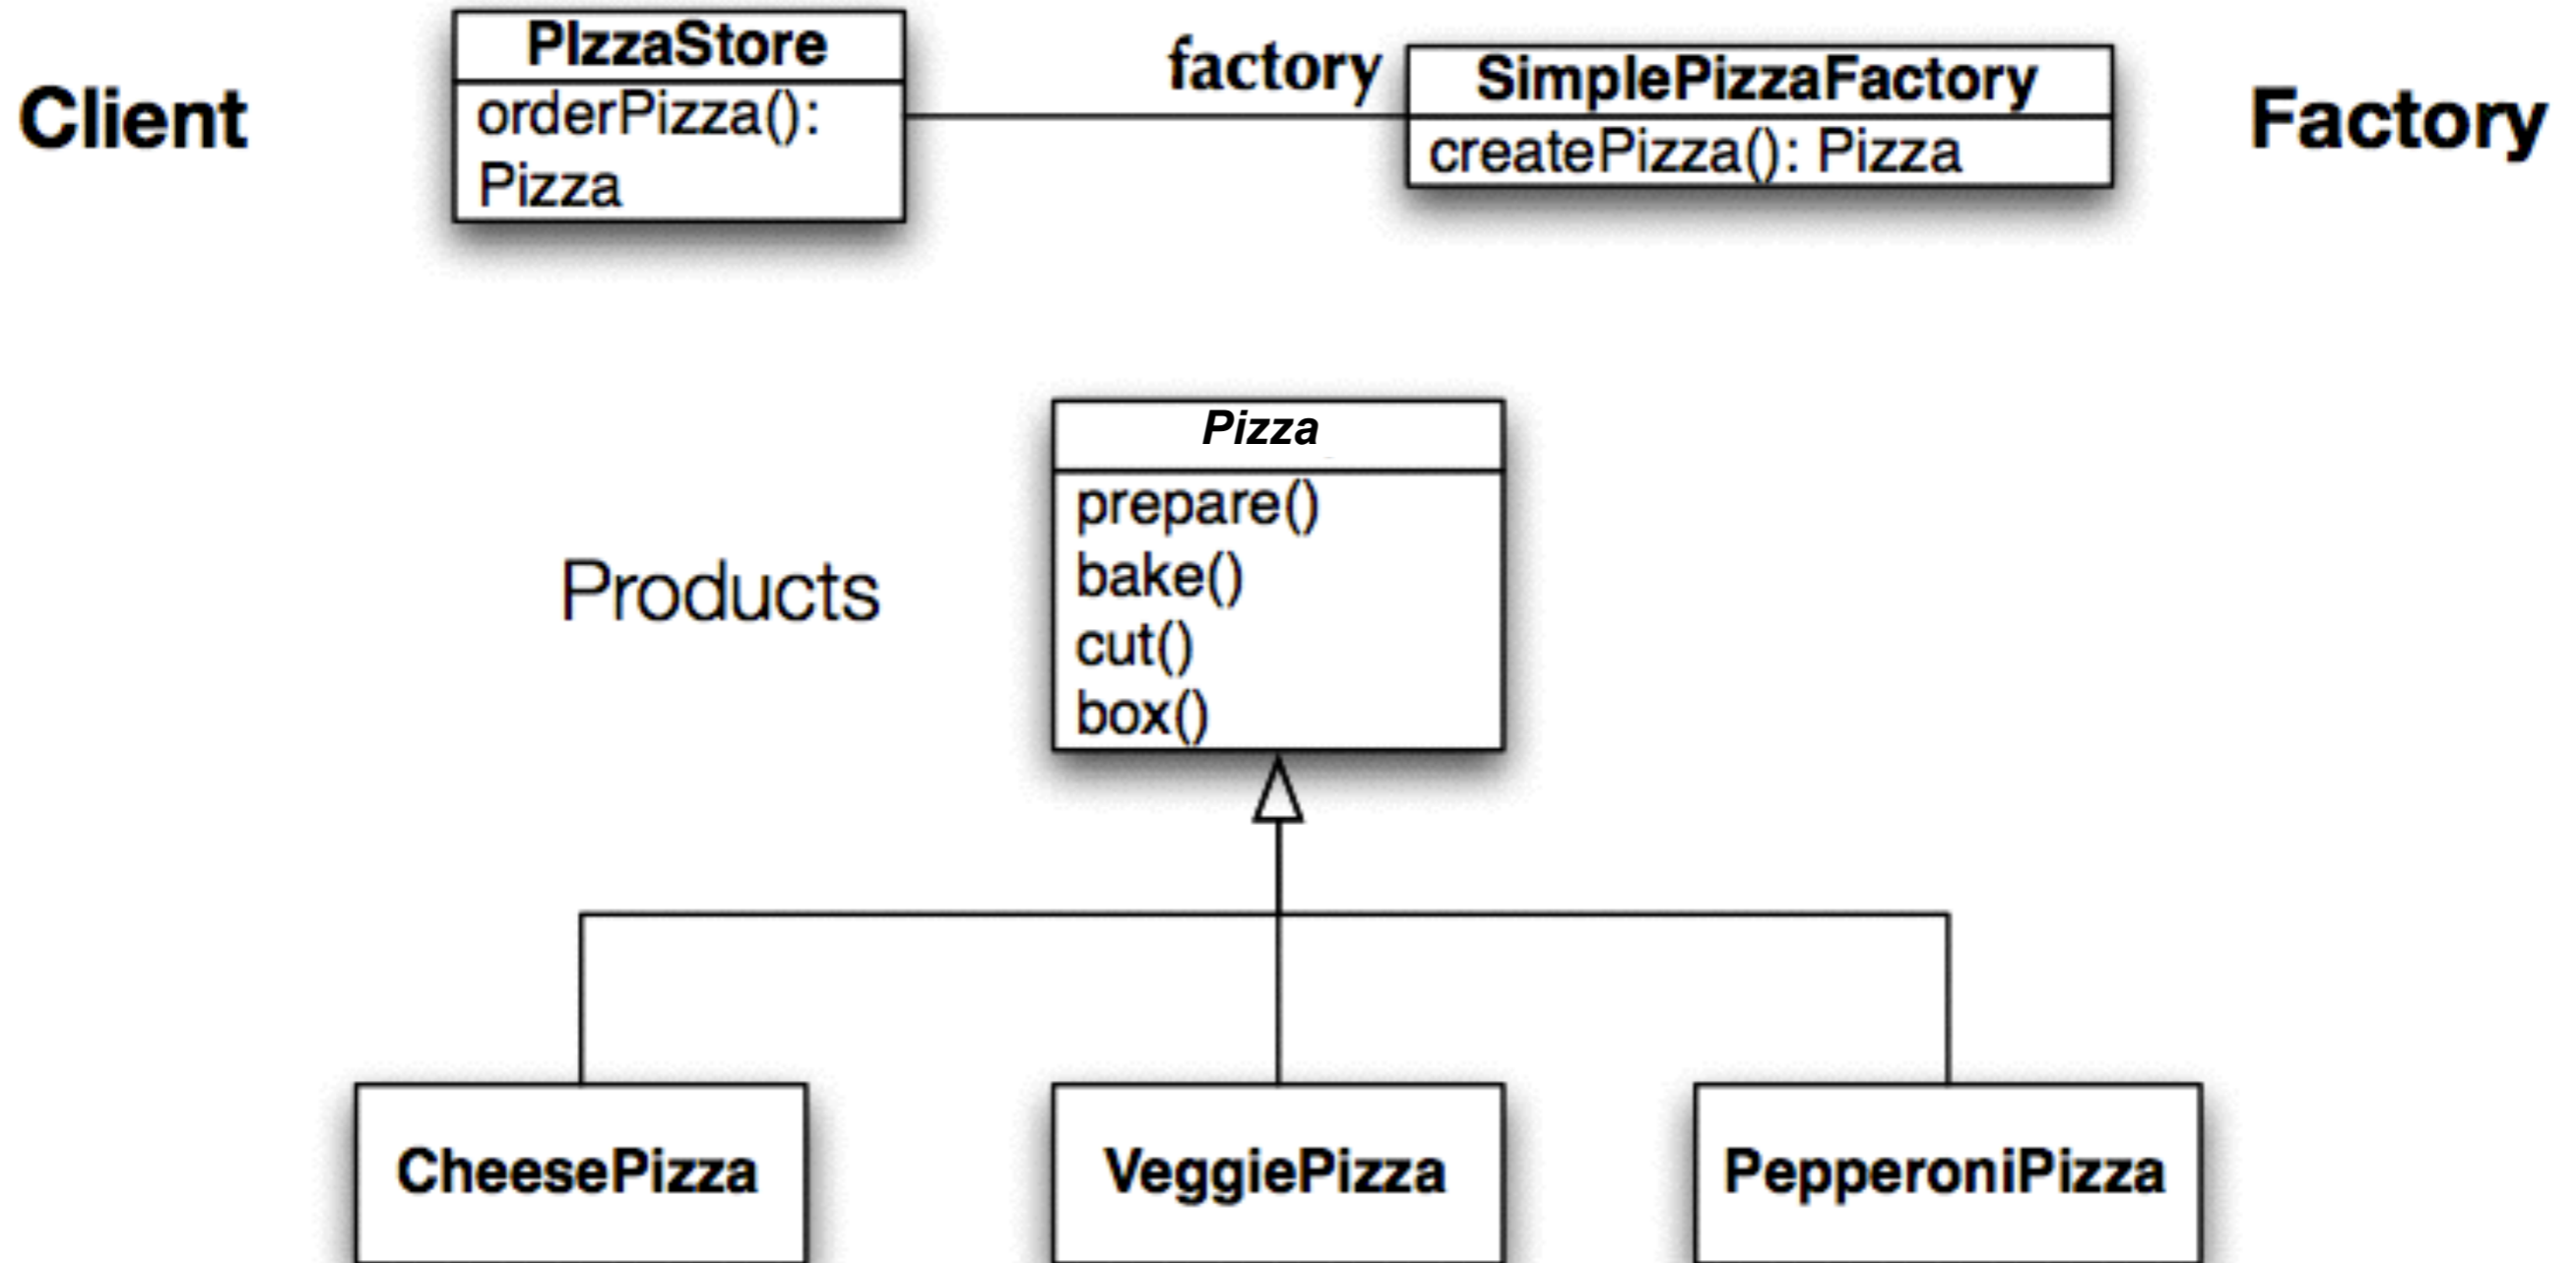 Client
PIzzaStore
orderPizza():
Pizza
factory
SimplePizzaFactory
createPizza(): Pizza
Factory
Products
Pizza
prepare()
bake()
cut()
box()
CheesePizza
VeggiePizza
PepperoniPizza